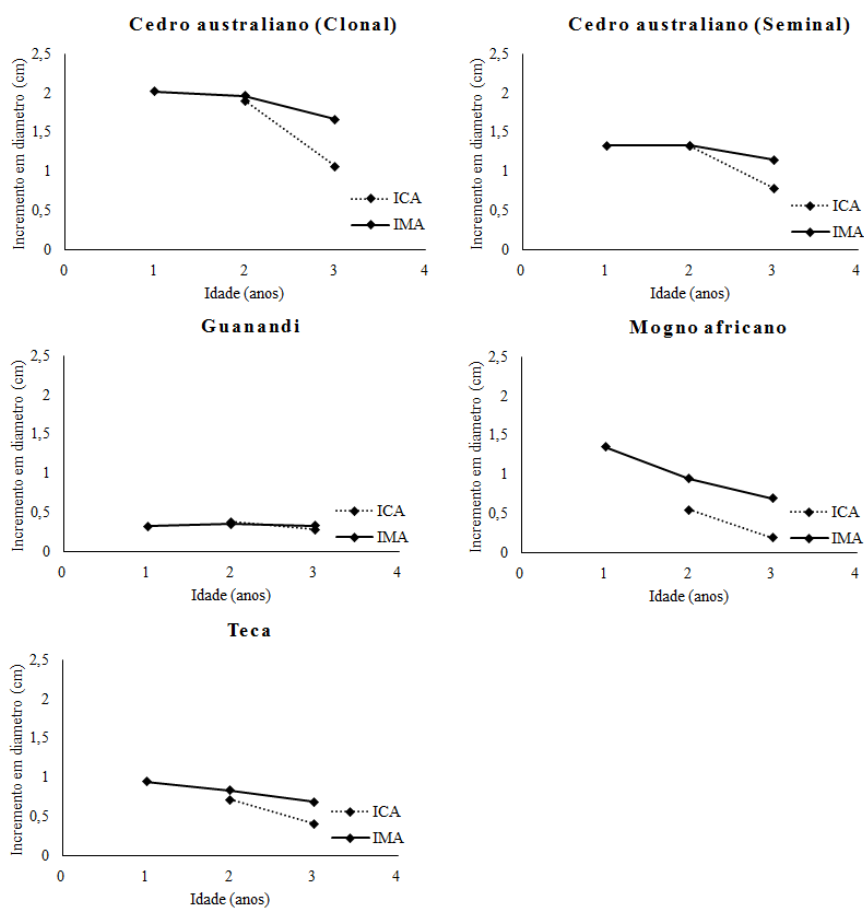 Cedro australiano (Clonal)
Incremento em diametro (cm)
2,5
2
1,5
1
0,5
0
0
1
2
3
4
Idade (anos)
ICA
IMA
Cedro australiano (Seminal)
Incremento em diametro (cm)
2,5
2
1,5
1
0,5
0
0
1
2
3
4
Idade (anos)
ICA
IMA
Guanandi
Incremento em diametro (cm)
2,5
2
1,5
1
0,5
0
0
1
2
3
4
Idade (anos)
ICA
IMA
Mogno africano
Incremento em diametro (cm)
2,5
2
1,5
1
0,5
0
0
1
2
3
4
Idade (anos)
ICA
IMA
Teca
Incremento em diametro (cm)
2,5
2
1,5
1
0,5
0
0
1
2
3
4
Idade (anos)
ICA
IMA